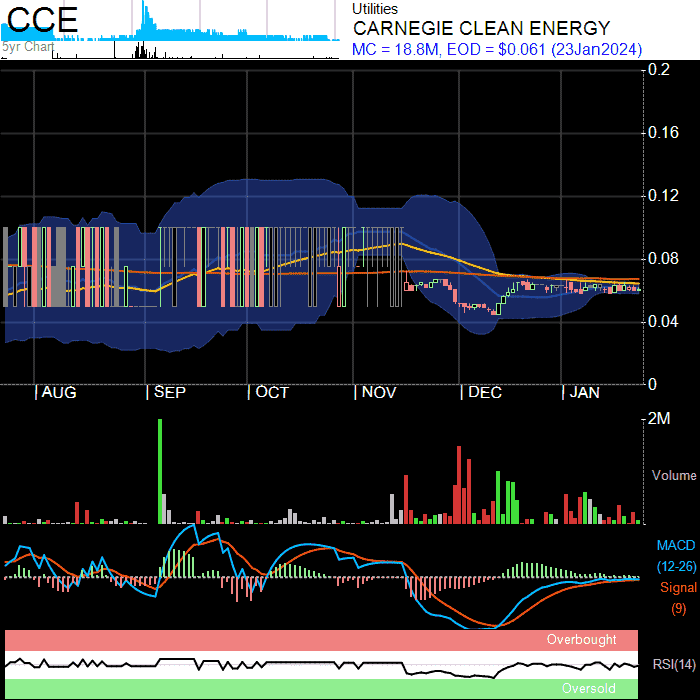 CCE
5yr Chart
Utilities
CARNEGIE CLEAN ENERGY
MC = 18.8M, EOD = $0.061 (23Jan2024)
0.2
0.16
0.12
0.08
0.04
0
AUG SEP OCT NOV DEC JAN
2M
Volume
MACD
(12-26)
Signal
(9)
Overbought
RSI(14)
Oversold